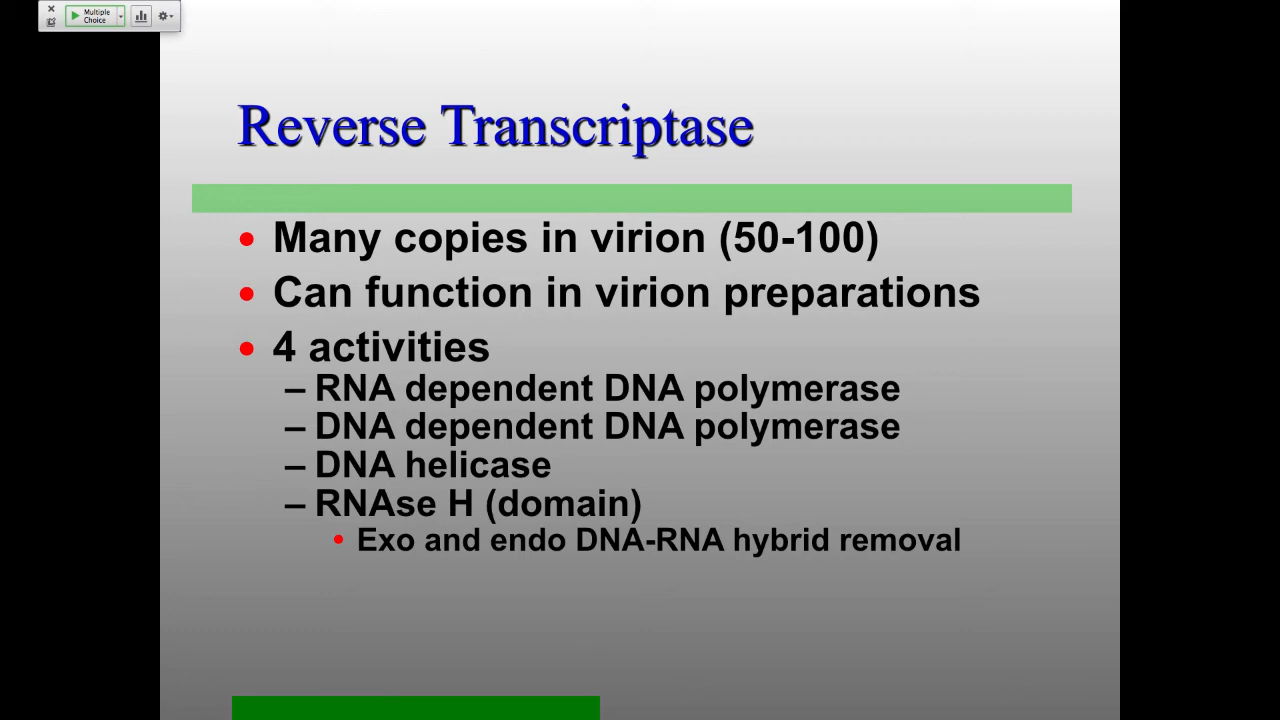 Multiple
Choice
Reverse Transcriptase
• Many copies in virion (50-100)
• Can function in virion preparations
• 4 activities
– RNA dependent DNA polymerase
– DNA dependent DNA polymerase
– DNA helicase
– RNAse H (domain)
• Exo and endo DNA-RNA hybrid removal